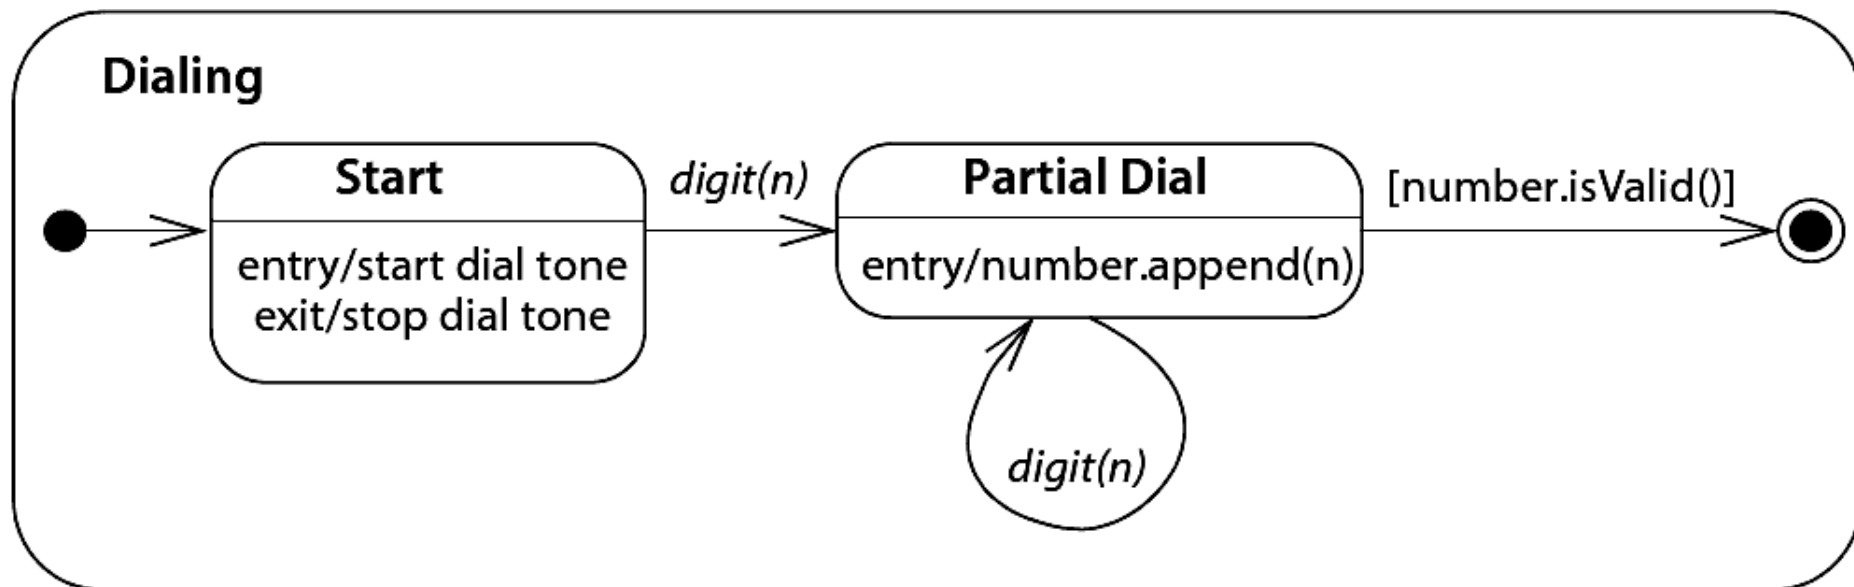 Dialing
Start
entry/start dial tone
exit/stop dial tone
digit(n)
Partial Dial
entry/number.append(n)
digit(n)
[number.isValid()]